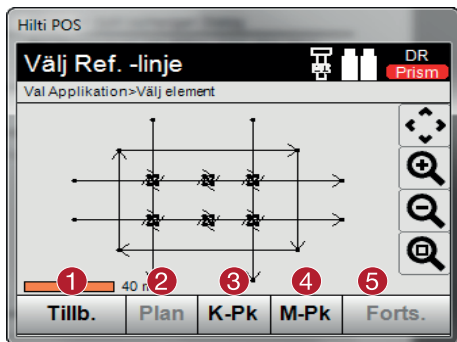 Hilti POS
Välj Ref. -linje
DR
Prism
Val Applikation>Välj element
1 2 3 4 5
40
Tillb. Plan K-Pk M-Pk Forts.